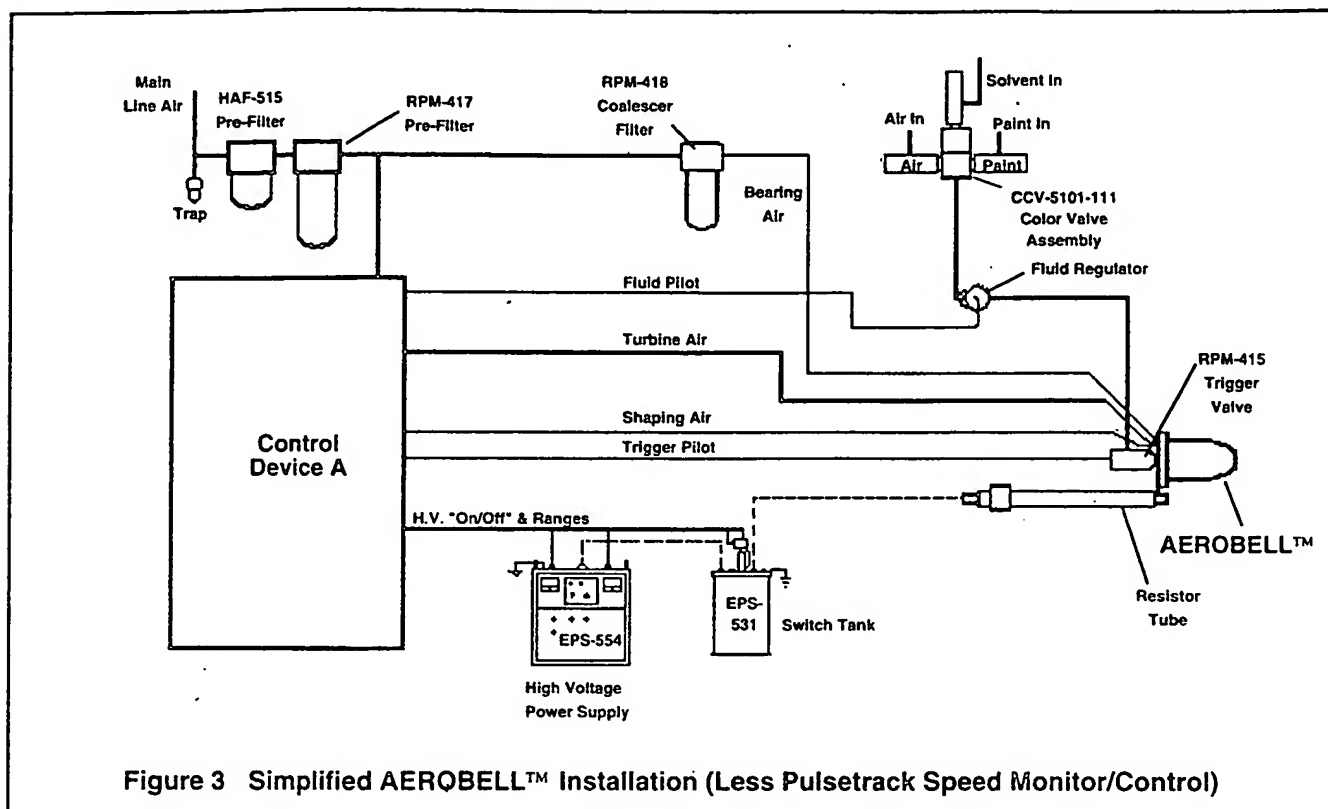 Main
Line Air
HAF-515
Pre-Filter
RPM-417
Pre-Filter
RPM-418
Coalescer
Filter
Solvent In
Air In
Paint In
Air
Paint
Trap
Bearing
Air
CCV-5101-111
Color Valve
Assembly
Fluid Regulator
Fluid Pilot
Turbine Air
RPM-415
Trigger
Valve
Shaping Air
Control
Device A
Trigger Pilot
H.V. "On/Off" & Ranges
AEROBELL™
Resistor
Tube
EPS-554
EPS-
531
Switch Tank
High Voltage
Power Supply
Figure 3 Simplified AEROBELL™ Installation (Less Pulsetrack Speed Monitor/Control)